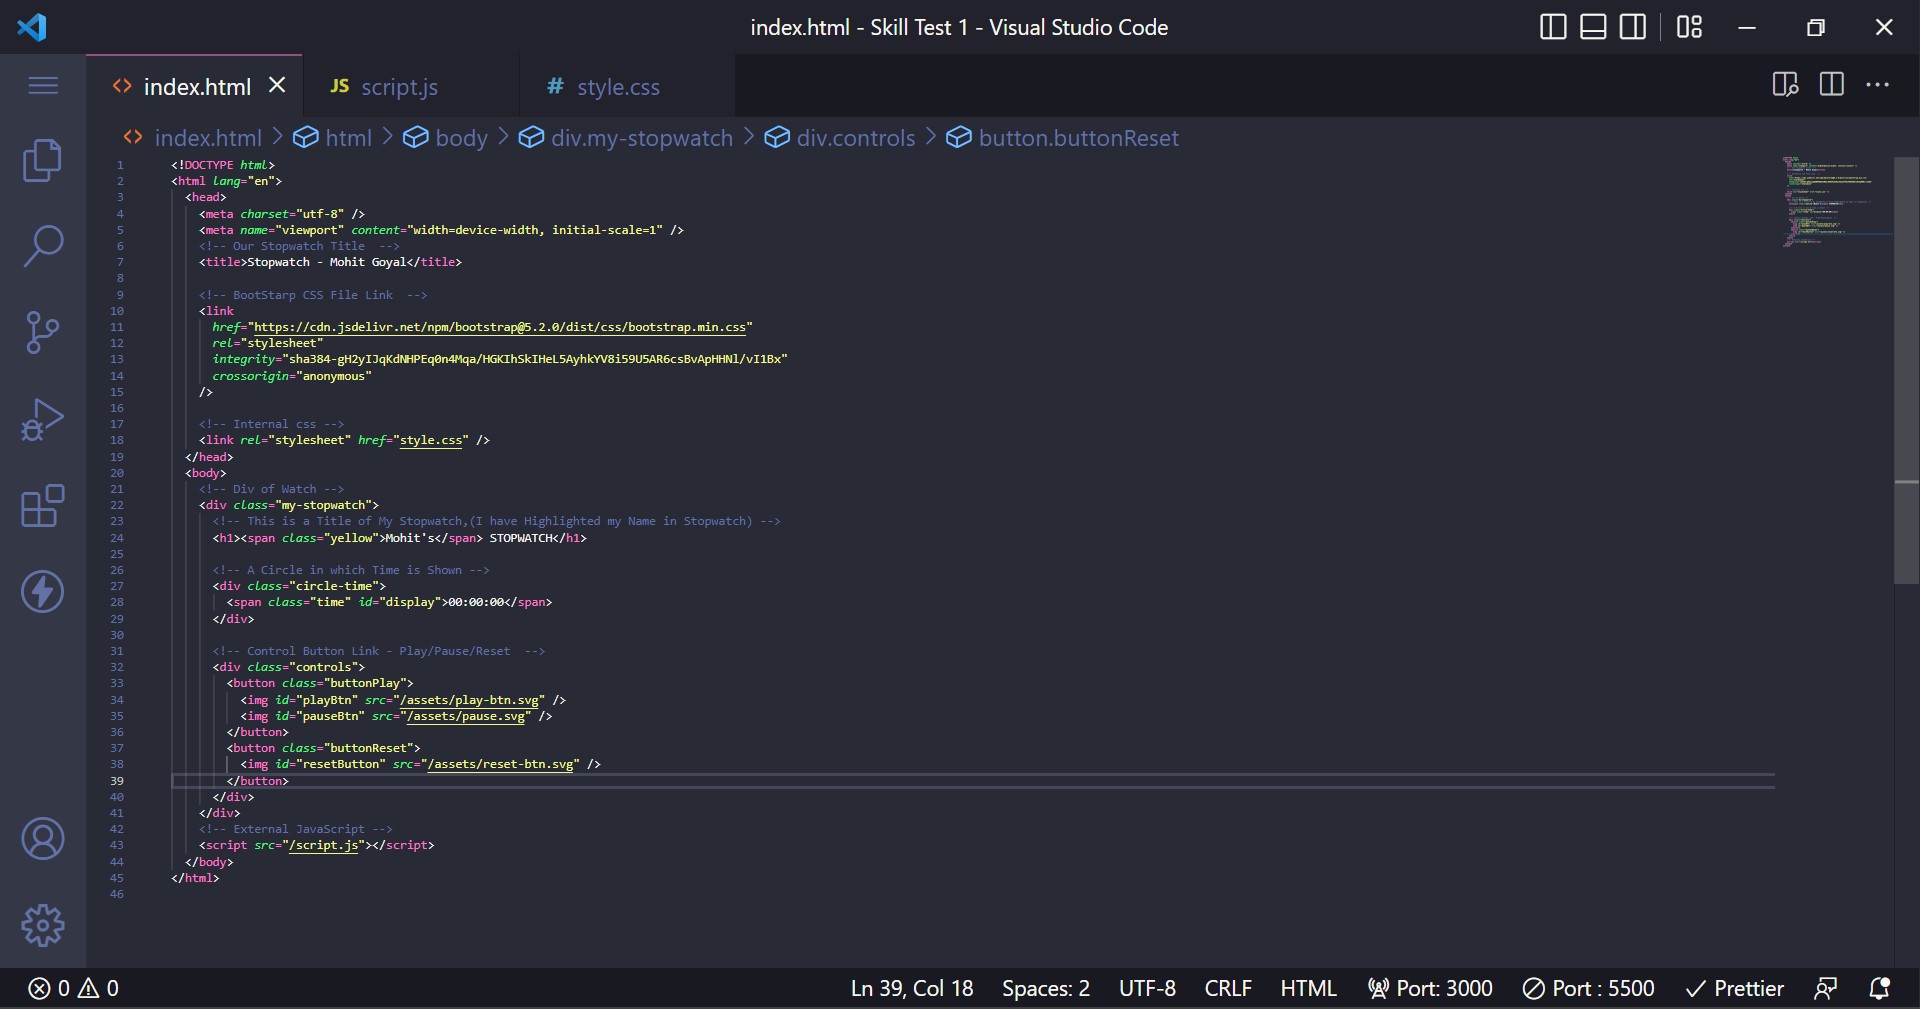 index.html - Skill Test 1 - Visual Studio Code
index.html
JS script.js
# style.css
index.html > html > body > div.my-stopwatch > div.controls > button.buttonReset
1 <!DOCTYPE html>
2 <html lang="en">
3 <head>
4 <meta charset="utf-8" />
5 <meta name="viewport" content="width=device-width, initial-scale=1" />
6 <!-- Our Stopwatch Title  -->
7 <title>Stopwatch - Mohit Goyal</title>
8
9 <!-- BootStarp CSS File Link  -->
10 <link
11 href="https://cdn.jsdelivr.net/npm/bootstrap@5.2.0/dist/css/bootstrap.min.css"
12 rel="stylesheet"
13 integrity="sha384-gH2yIJqKdNHPEq0n4Mqa/HGKIhSkIHeL5AyhkYV8i59U5AR6csBvApHHNl/vI1Bx"
14 crossorigin="anonymous"
15 />
16
17 <!-- Internal css -->
18 <link rel="stylesheet" href="style.css" />
19 </head>
20 <body>
21 <!-- Div of Watch -->
22 <div class="my-stopwatch">
23 <!-- This is a Title of My Stopwatch,(I have Highlighted my Name in Stopwatch) -->
24 <h1><span class="yellow">Mohit's</span> STOPWATCH</h1>
25
26 <!-- A Circle in which Time is Shown -->
27 <div class="circle-time">
28 <span class="time" id="display">00:00:00</span>
29 </div>
30
31 <!-- Control Button Link - Play/Pause/Reset  -->
32 <div class="controls">
33 <button class="buttonPlay">
34 <img id="playBtn" src="/assets/play-btn.svg" />
35 <img id="pauseBtn" src="/assets/pause.svg" />
36 </button>
37 <button class="buttonReset">
38 <img id="resetButton" src="/assets/reset-btn.svg" />
39 </button>
40 </div>
41 </div>
42 <!-- External JavaScript -->
43 <script src="/script.js"></script>
44 </body>
45 </html>
46
0 0 Ln 39, Col 18 Spaces: 2 UTF-8 CRLF HTML Port: 3000 Port : 5500 Prettier